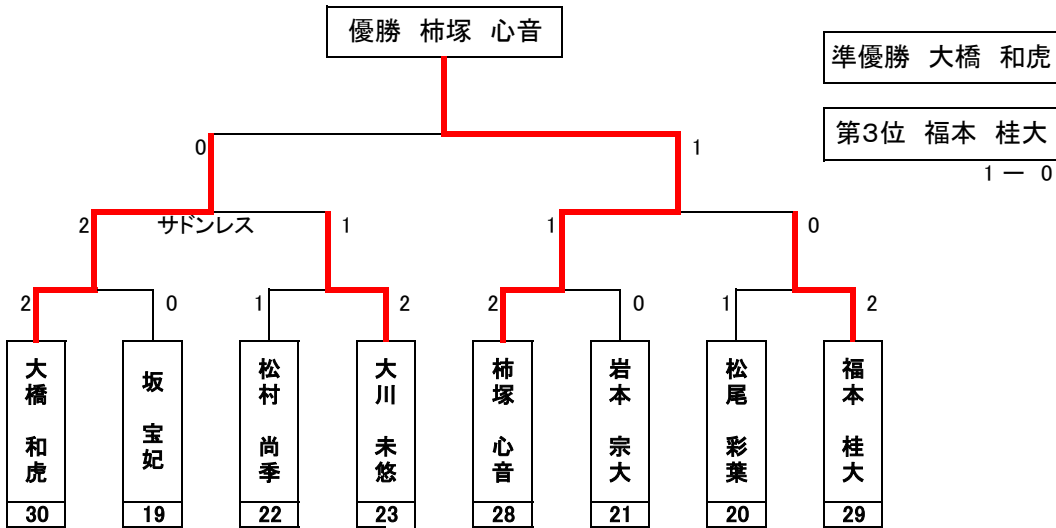 優勝 柿塚 心音
準優勝 大橋 和虎
第3位 福本 桂大
1 ー 0
0
1
2
サドンレス
1
1
0
2
0
1
2
2
0
1
2
大橋 和虎
坂 宝妃
松村 尚季
大川 未悠
柿塚 心音
岩本 宗大
松尾 彩葉
福本 桂大
30
19
22
23
28
21
20
29